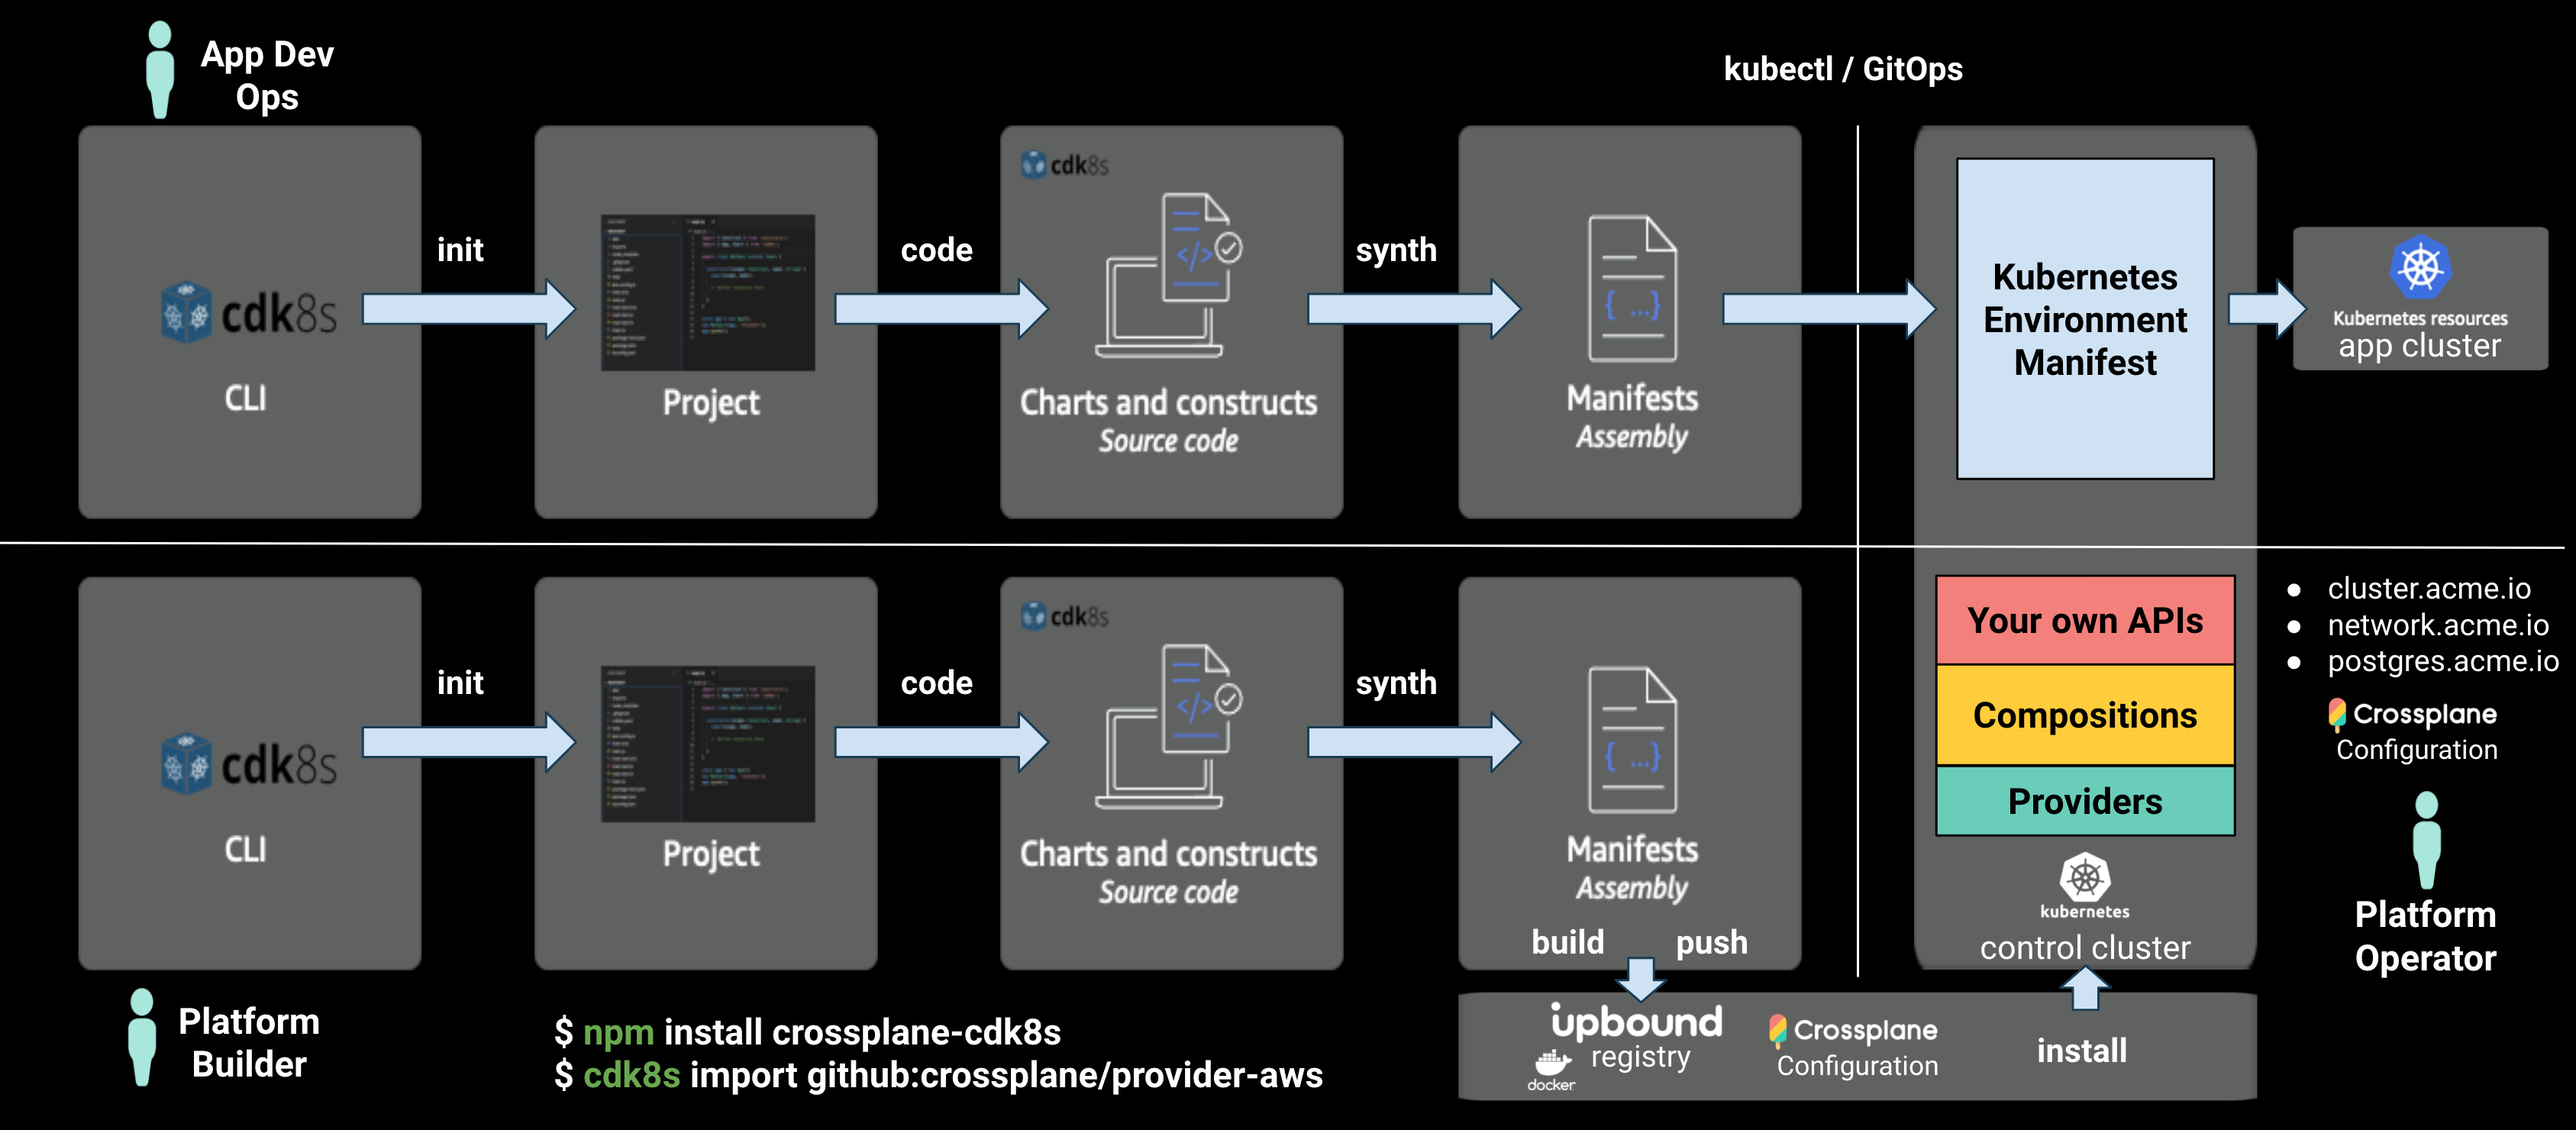 App Dev
Ops
kubectl / GitOps
cdk8s
CLI
init
Project
code
cdk8s
Charts and constructs
Source code
synth
</>
Manifests
Assembly
{ ...}
Kubernetes
Environment
Manifest
Kubernetes resources
app cluster
cdk8s
CLI
init
Project
code
cdk8s
Charts and constructs
Source code
synth
</>
Manifests
Assembly
{ ...}
build push
Your own APIs
Compositions
Providers
kubernetes
control cluster
● cluster.acme.io
● network.acme.io
● postgres.acme.io
Crossplane
Configuration
Platform
Operator
Platform
Builder
$ npm install crossplane-cdk8s
$ cdk8s import github:crossplane/provider-aws
upbound
registry
docker
Crossplane
Configuration
install